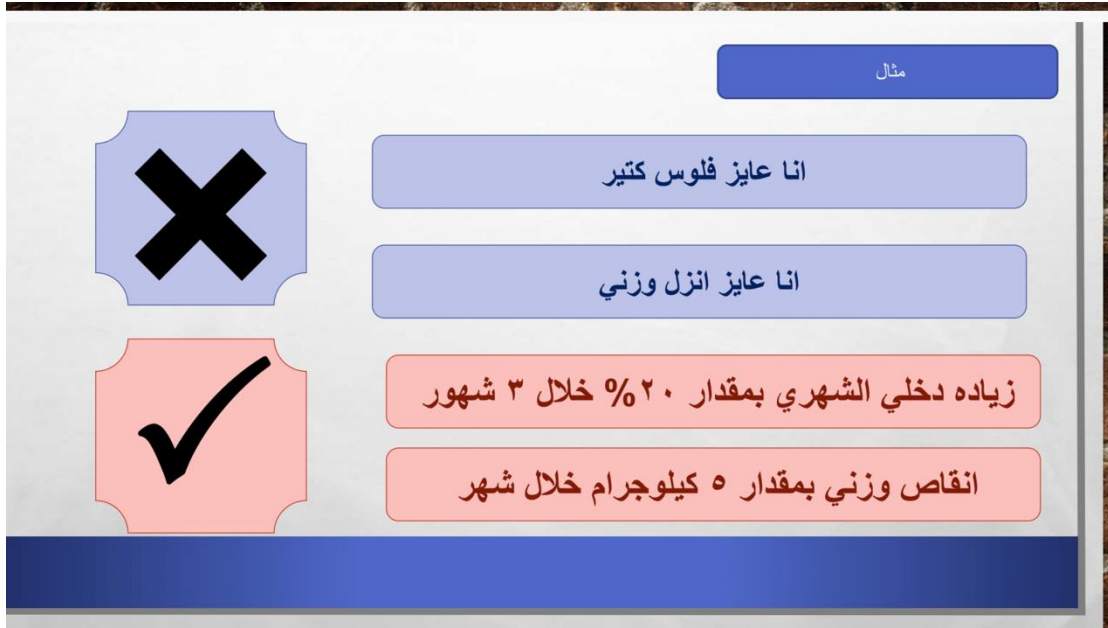 مثال
انا عايز فلوس كتير
انا عايز انزل وزني
زياده دخلي الشهري بمقدار ٢٠% خلال ٣ شهور
انقاص وزني بمقدار ٥ كيلوجرام خلال شهر